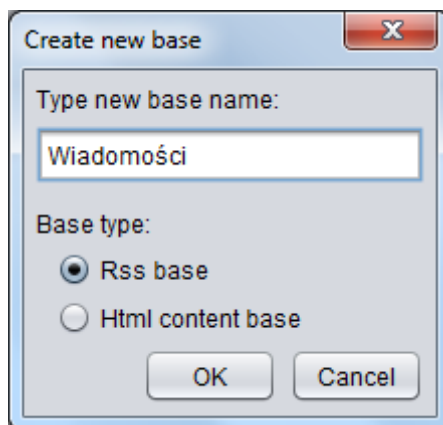 Create new base
Type new base name:
Wiadomości
Base type:
Rss base
Html content base
OK Cancel